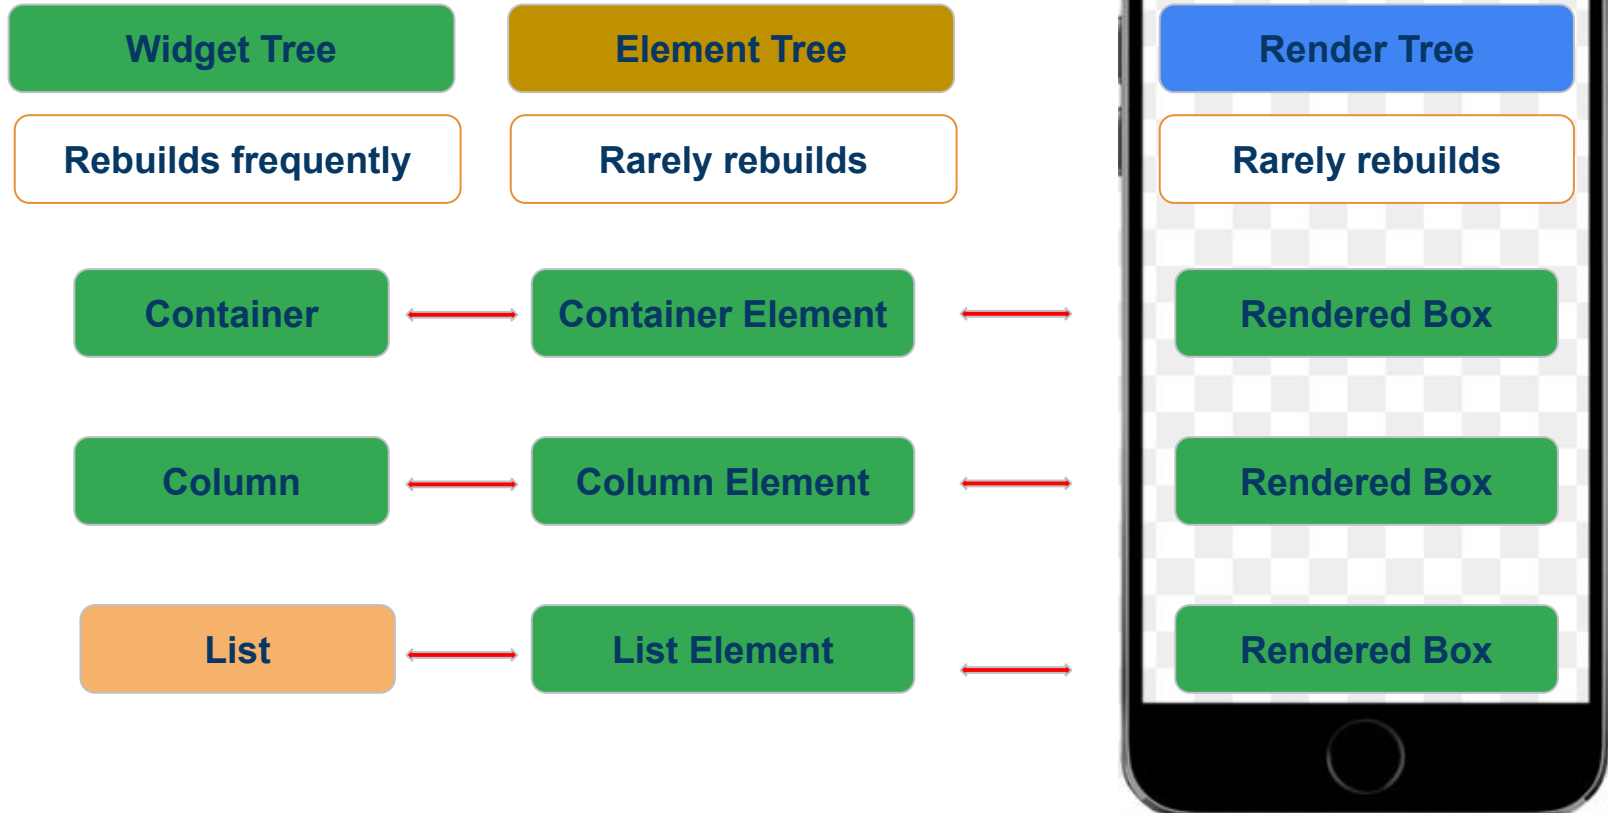 Widget Tree
Element Tree
Render Tree
Rebuilds frequently
Rarely rebuilds
Rarely rebuilds
Container
Container Element
Rendered Box
Column
Column Element
Rendered Box
List
List Element
Rendered Box